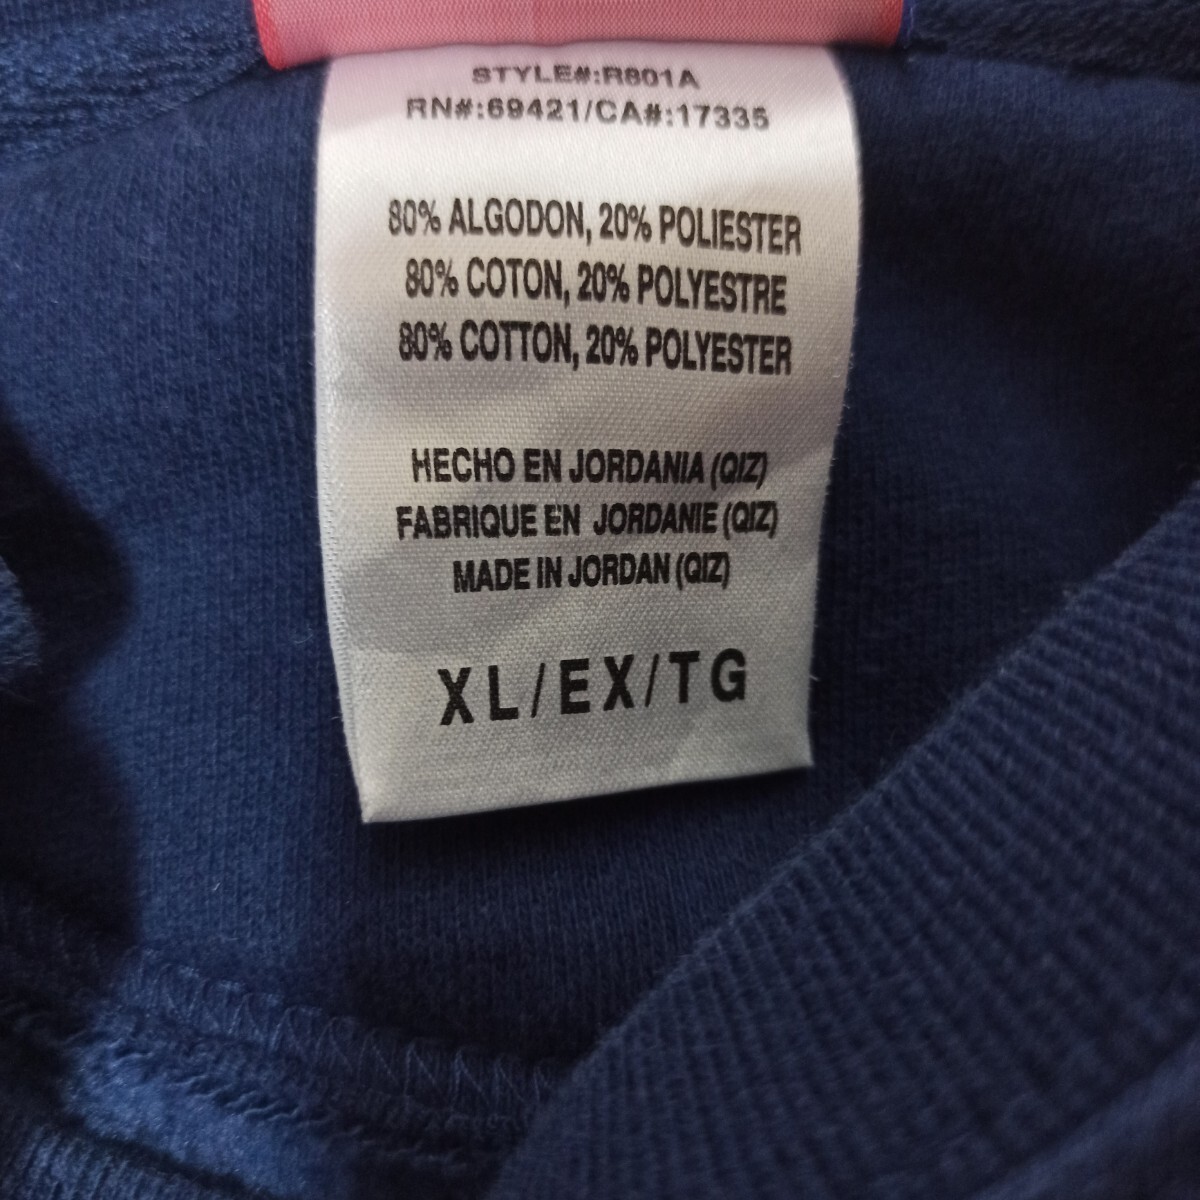 STYLE#:R801A
RN#:69421/CA#:17335
80% ALGODON, 20% POLIESTER
80% COTON, 20% POLYESTRE
80% COTTON, 20% POLYESTER
HECHO EN JORDANIA (QIZ)
FABRIQUE EN JORDANIE (QIZ)
MADE IN JORDAN (QIZ)
XL/EX/TG